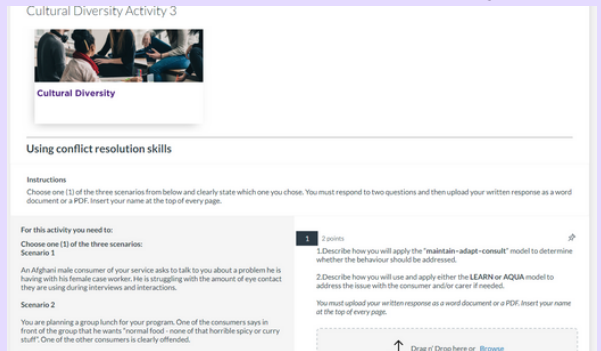 Cultural Diversity Activity 3
Cultural Diversity
Using conflict resolution skills
Instructions
Choose one (1) of the three scenarios from below and clearly state which one you chose. You must respond to two questions and then upload your written response as a word
document or a PDF. Insert your name at the top of every page.
For this activity you need to:
Choose one (1) of the three scenarios:
Scenario 1
An Afghani male consumer of your service asks to talk to you about a problem he is
having with his female case worker. He is struggling with the amount of eye contact
they are using during interviews and interactions.
Scenario 2
You are planning a group lunch for your program. One of the consumers says in
front of the group that he wants "normal food - none of that horrible spicy or curry
stuff". One of the other consumers is clearly offended.
1 2 points
1.Describe how you will apply the "maintain-adapt-consult" model to determine
whether the behaviour should be addressed.
2.Describe how you will use and apply either the LEARN or AQUA model to
address the issue with the consumer and/or carer if needed.
You must upload your written response as a word document or a PDF. Insert your name
at the top of every page.
Drag n' Drop here or Browse